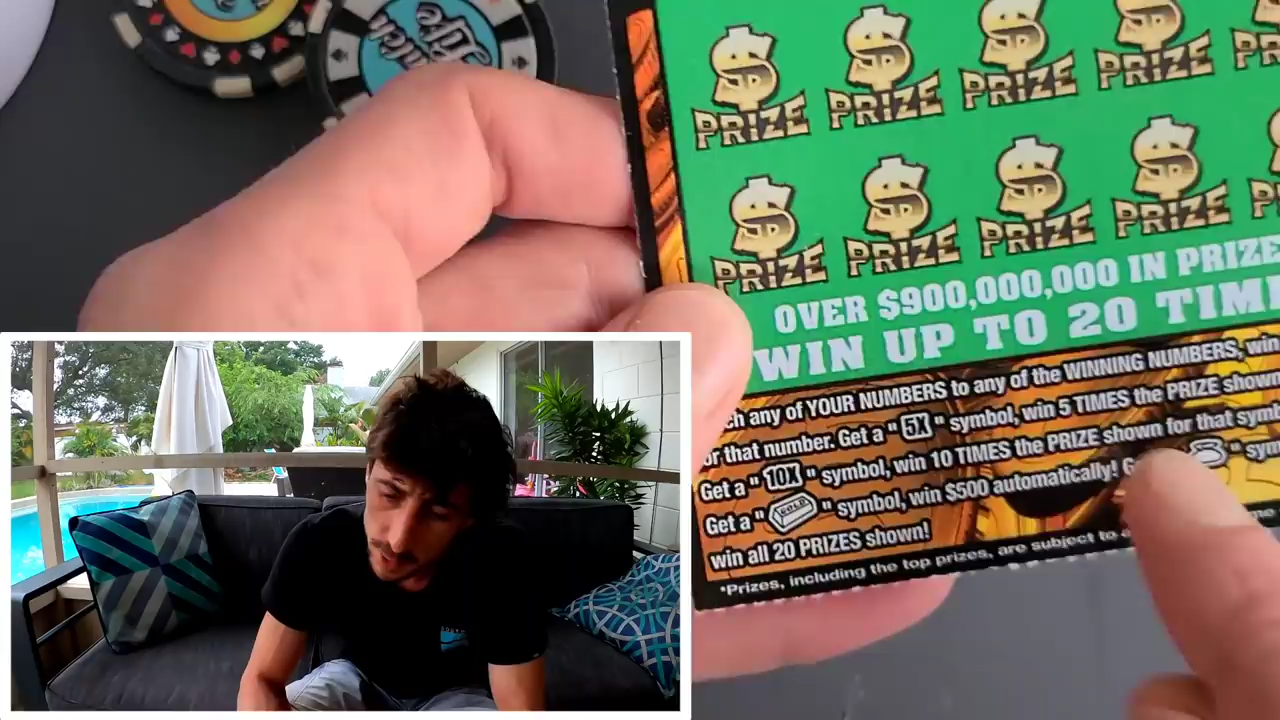 PRIZE PRIZE PRIZE PRIZE
PRIZE PRIZE PRIZE PRIZE
OVER $900,000,000 IN PRIZE
WIN UP TO 20 TIM
any of YOUR NUMBERS to any of the WINNING NUMBERS, win
that number. Get a "5X" symbol, win 5 TIMES the PRIZE shown
Get a "10X" symbol, win 10 TIMES the PRIZE shown for that symb
Get a "GOLD" symbol, win $500 automatically! G " sym
win all 20 PRIZES shown!
*Prizes, including the top prizes, are subject to